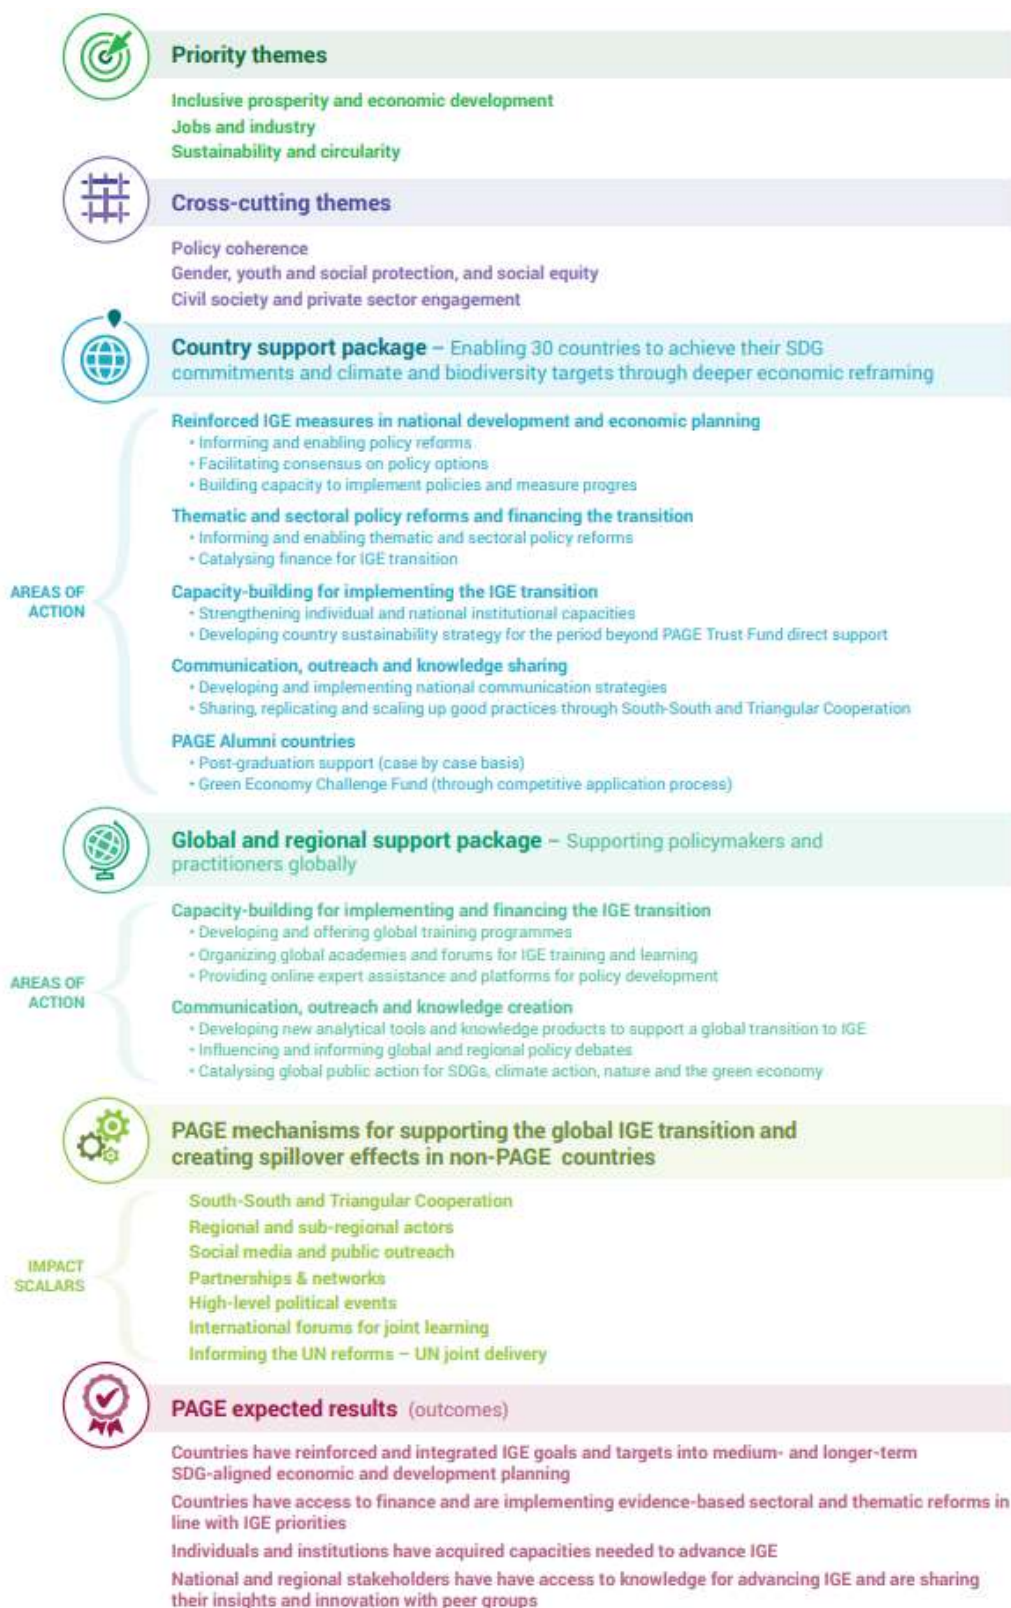 Priority themes
Inclusive prosperity and economic development
Jobs and industry
Sustainability and circularity
Cross-cutting themes
Policy coherence
Gender, youth and social protection, and social equity
Civil society and private sector engagement
Country support package – Enabling 30 countries to achieve their SDG
commitments and climate and biodiversity targets through deeper economic reframing
AREAS OF
ACTION
Reinforced IGE measures in national development and economic planning
• Informing and enabling policy reforms
• Facilitating consensus on policy options
• Building capacity to implement policies and measure progres
Thematic and sectoral policy reforms and financing the transition
• Informing and enabling thematic and sectoral policy reforms
• Catalysing finance for IGE transition
Capacity-building for implementing the IGE transition
• Strengthening individual and national institutional capacities
• Developing country sustainability strategy for the period beyond PAGE Trust Fund direct support
Communication, outreach and knowledge sharing
• Developing and implementing national communication strategies
• Sharing, replicating and scaling up good practices through South-South and Triangular Cooperation
PAGE Alumni countries
• Post-graduation support (case by case basis)
• Green Economy Challenge Fund (through competitive application process)
Global and regional support package – Supporting policymakers and
practitioners globally
AREAS OF
ACTION
Capacity-building for implementing and financing the IGE transition
• Developing and offering global training programmes
• Organizing global academies and forums for IGE training and learning
• Providing online expert assistance and platforms for policy development
Communication, outreach and knowledge creation
• Developing new analytical tools and knowledge products to support a global transition to IGE
• Influencing and informing global and regional policy debates
• Catalysing global public action for SDGs, climate action, nature and the green economy
PAGE mechanisms for supporting the global IGE transition and
creating spillover effects in non-PAGE countries
IMPACT
SCALARS
South-South and Triangular Cooperation
Regional and sub-regional actors
Social media and public outreach
Partnerships & networks
High-level political events
International forums for joint learning
Informing the UN reforms – UN joint delivery
PAGE expected results (outcomes)
Countries have reinforced and integrated IGE goals and targets into medium- and longer-term
SDG-aligned economic and development planning
Countries have access to finance and are implementing evidence-based sectoral and thematic reforms in
line with IGE priorities
Individuals and institutions have acquired capacities needed to advance IGE
National and regional stakeholders have have access to knowledge for advancing IGE and are sharing
their insights and innovation with peer groups